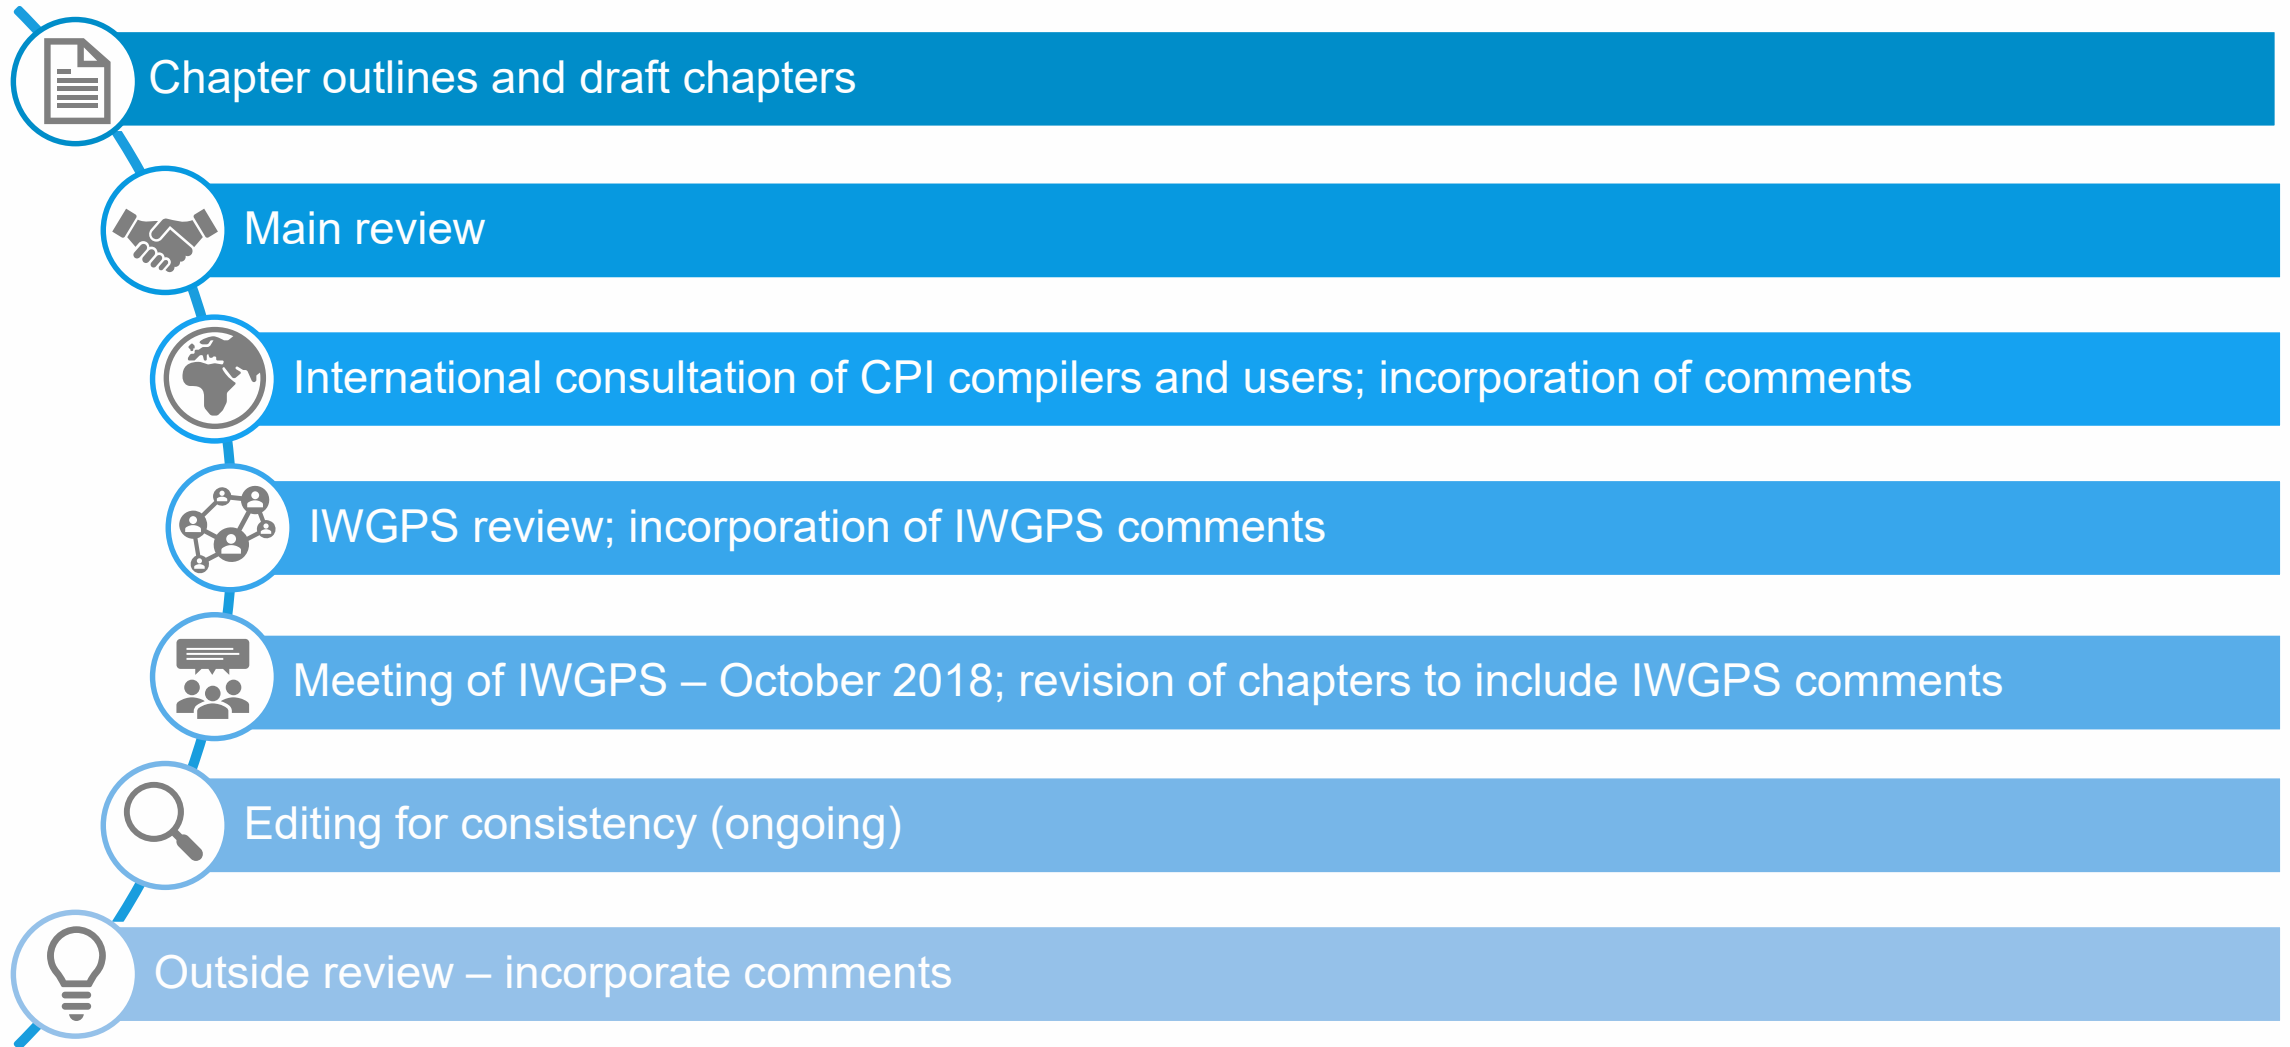 Chapter outlines and draft chapters
Main review
International consultation of CPI compilers and users; incorporation of comments
IWGPS review; incorporation of IWGPS comments
Meeting of IWGPS – October 2018; revision of chapters to include IWGPS comments
Editing for consistency (ongoing)
Outside review – incorporate comments